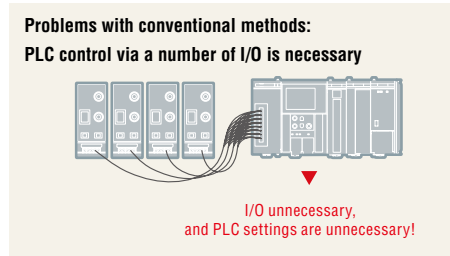 Problems with conventional methods:
PLC control via a number of I/O is necessary
I/O unnecessary,
and PLC settings are unnecessary!